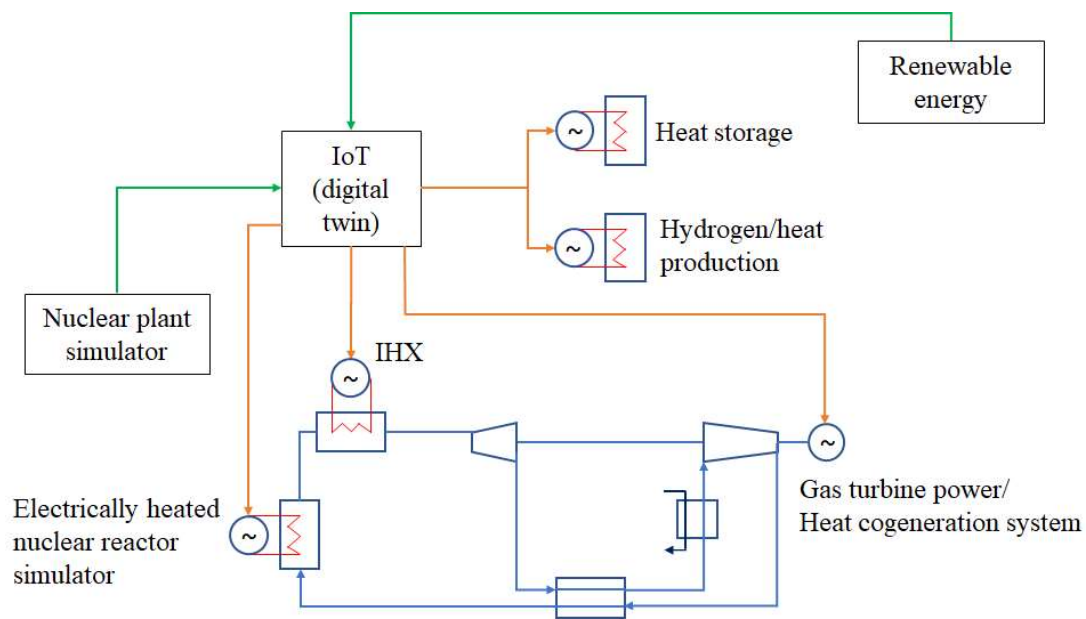 Renewable
energy
IoT
(digital
twin)
~
Heat storage
~
Hydrogen/heat
production
Nuclear plant
simulator
IHX
~
~
Gas turbine power/
Heat cogeneration system
Electrically heated
nuclear reactor
simulator
~